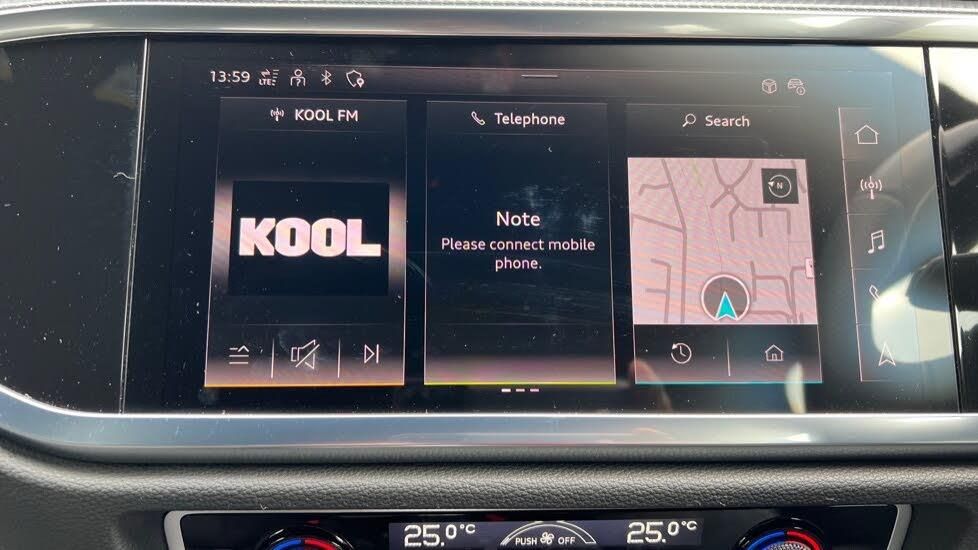 13:59 LTE
KOOL FM
KOOL
Telephone
Note
Please connect mobile
phone.
Search
N
25.0°C
PUSH OFF
25.0°C